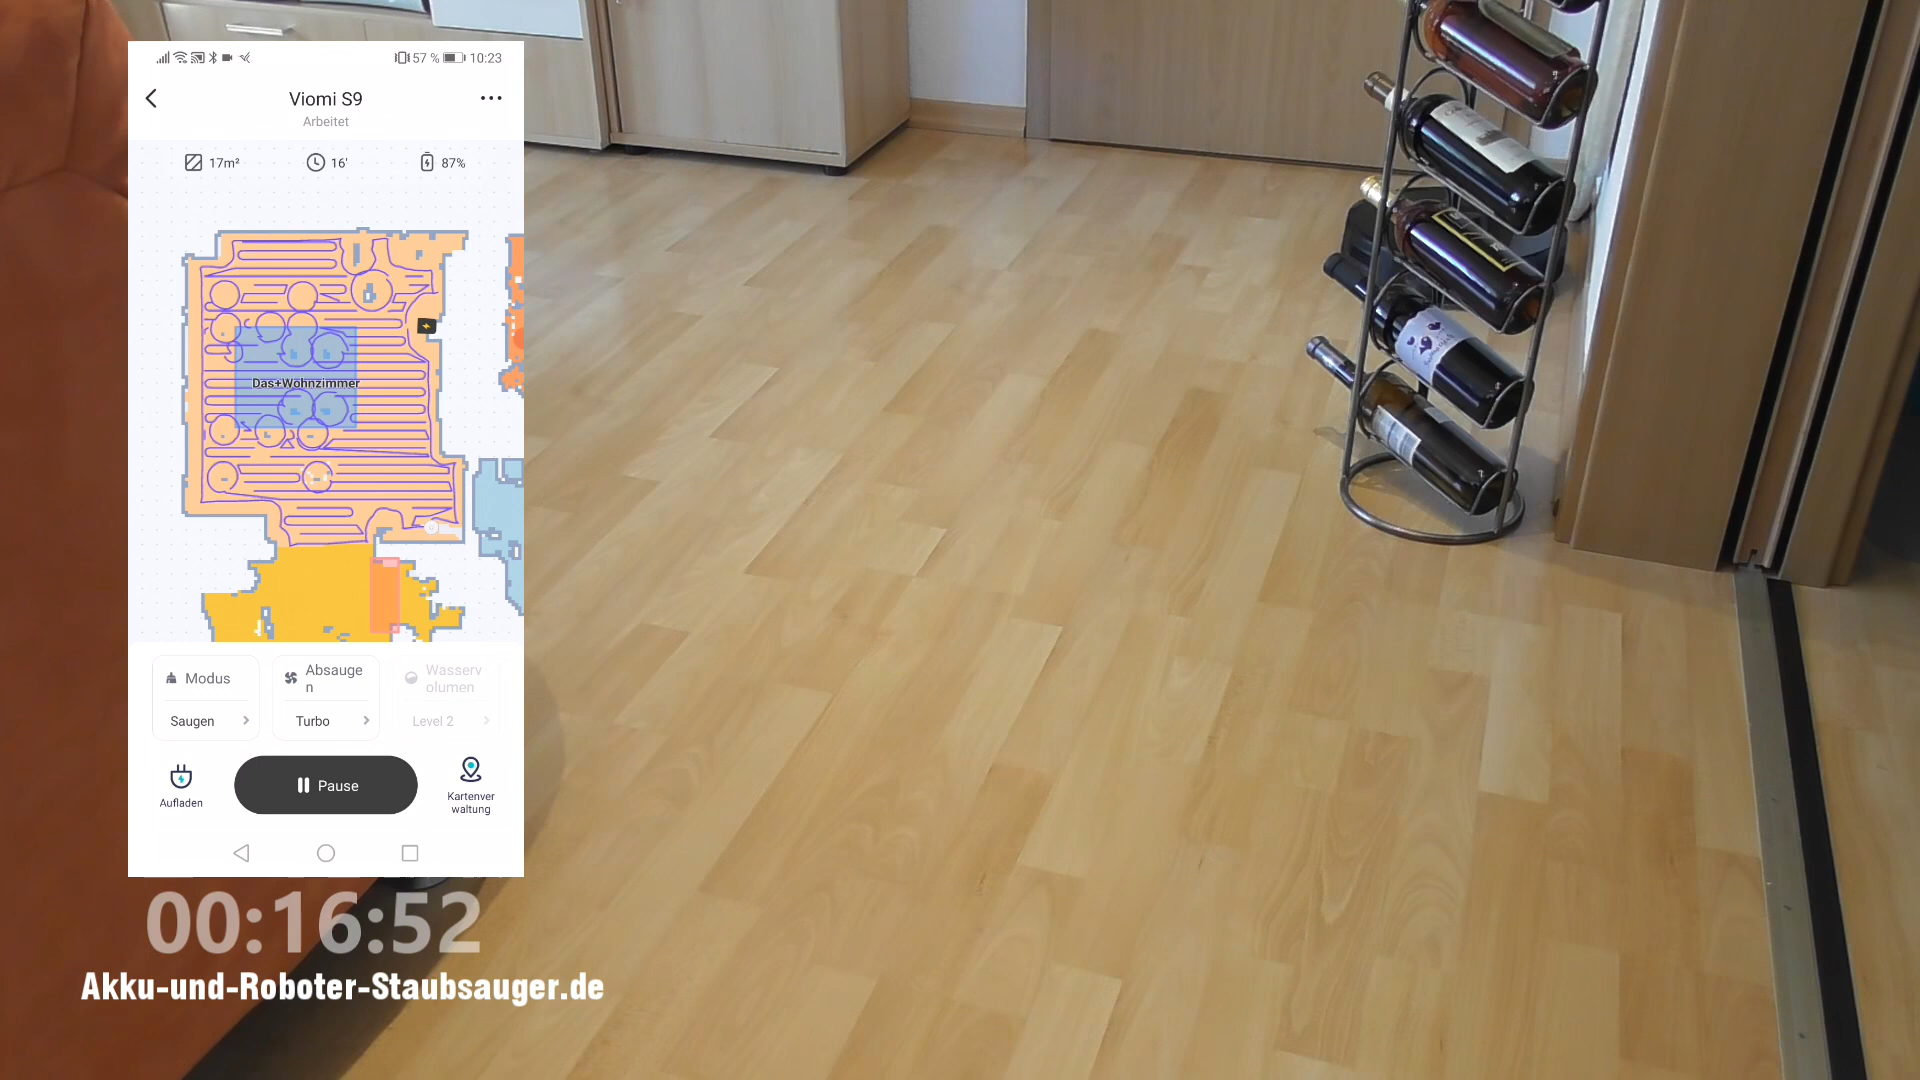 57 % 10:23
Viomi S9
Arbeitet
17m² 16' 87%
Das+Wohnzimmer
Modus
Absauge
n
Wasserv
olumen
Saugen
Turbo
Level 2
Aufladen
Pause
Kartenver
waltung
00:16:52
Akku-und-Roboter-Staubsauger.de